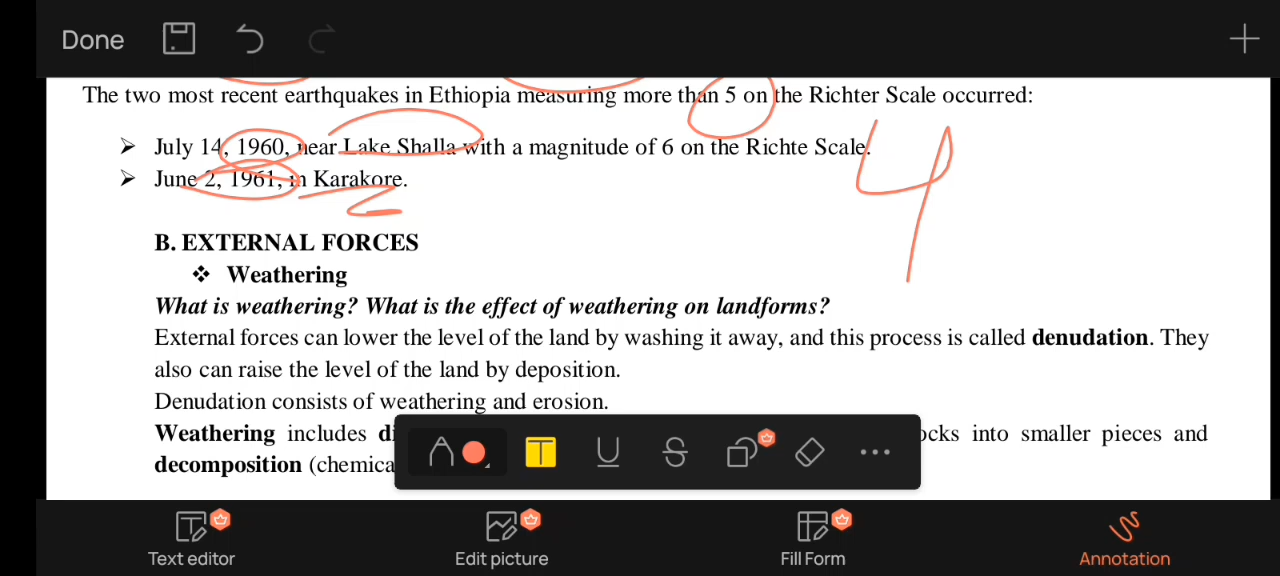 Done
The two most recent earthquakes in Ethiopia measuring more than 5 on the Richter Scale occurred:
➢ July 14, 1960, near Lake Shalla with a magnitude of 6 on the Richte Scale.
➢ June 2, 1961, in Karakore.
4
B. EXTERNAL FORCES
❖ Weathering
What is weathering? What is the effect of weathering on landforms?
External forces can lower the level of the land by washing it away, and this process is called denudation. They
also can raise the level of the land by deposition.
Denudation consists of weathering and erosion.
Weathering includes into smaller pieces and
decomposition
Text editor
Edit picture
Fill Form
Annotation